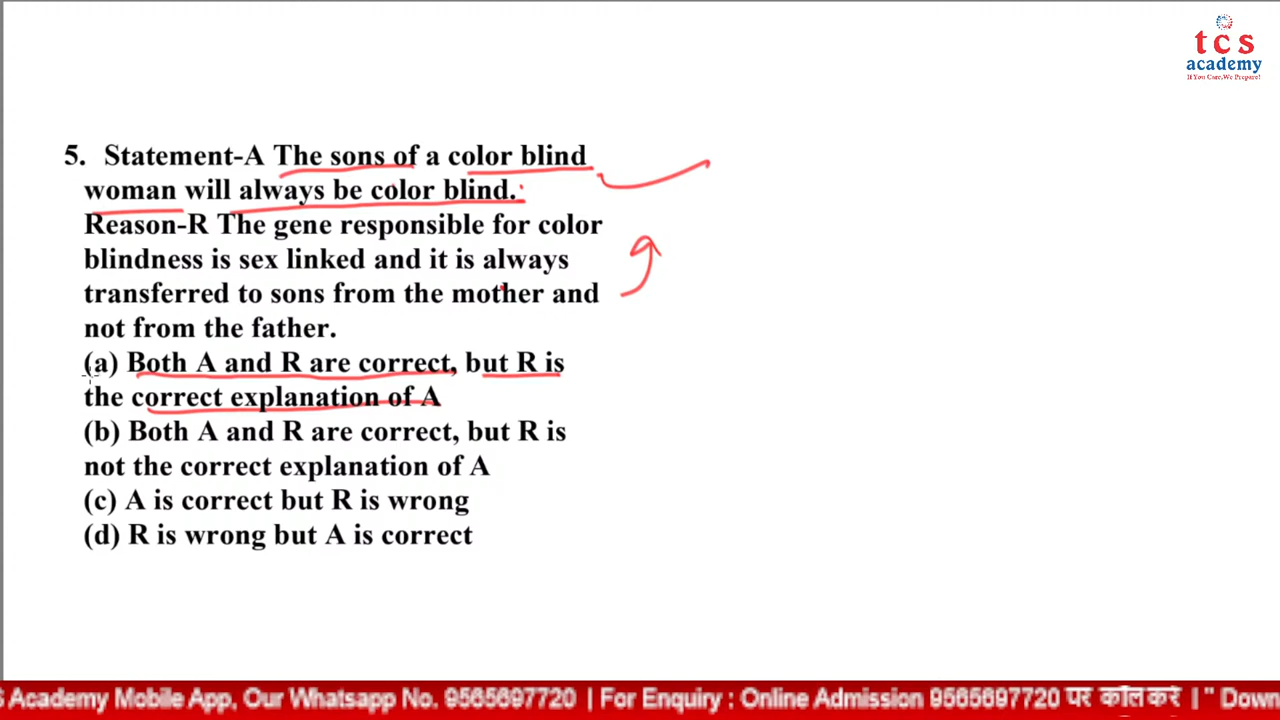 tcs
academy
If You Care,We Prepare!
5. Statement-A The sons of a color blind
woman will always be color blind.
Reason-R The gene responsible for color
blindness is sex linked and it is always
transferred to sons from the mother and
not from the father.
(a) Both A and R are correct, but R is
the correct explanation of A
(b) Both A and R are correct, but R is
not the correct explanation of A
(c) A is correct but R is wrong
(d) R is wrong but A is correct
S Academy Mobile App, Our Whatsapp No. 9565697720 | For Enquiry : Online Admission 9565697720 पर कॉल करें | " Down